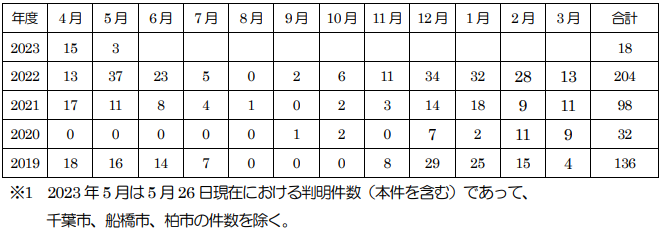 年度 4月 5月 6月 7月 8月 9月 10月 11月 12月 1月 2月 3月 合計
2023 15 3 18
2022 13 37 23 5 0 2 6 11 34 32 28 13 204
2021 17 11 8 4 1 0 2 3 14 18 9 11 98
2020 0 0 0 0 0 1 2 0 7 2 11 9 32
2019 18 16 14 7 0 0 0 8 29 25 15 4 136
※1 2023年5月は5月26日現在における判明件数（本件を含む）であって、
千葉市、船橋市、柏市の件数を除く。